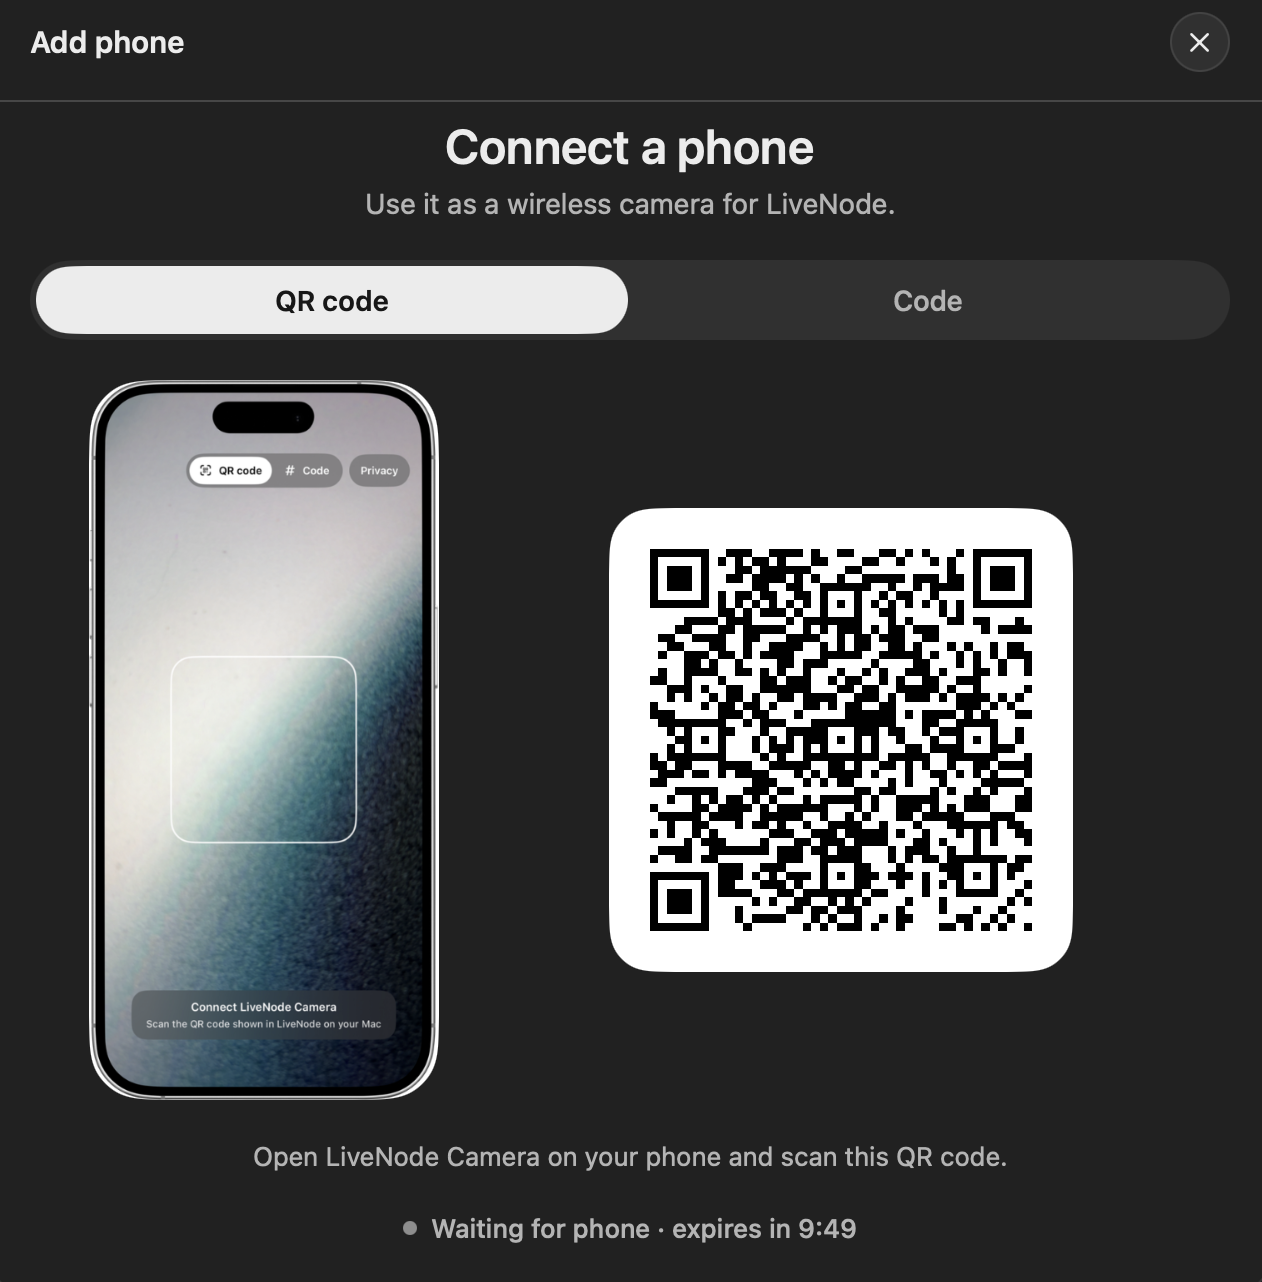 Add phone
Connect a phone
Use it as a wireless camera for LiveNode.
QR code
Code
QR code
# Code
Privacy
Connect LiveNode Camera
Scan the QR code shown in LiveNode on your Mac
Open LiveNode Camera on your phone and scan this QR code.
Waiting for phone · expires in 9:49